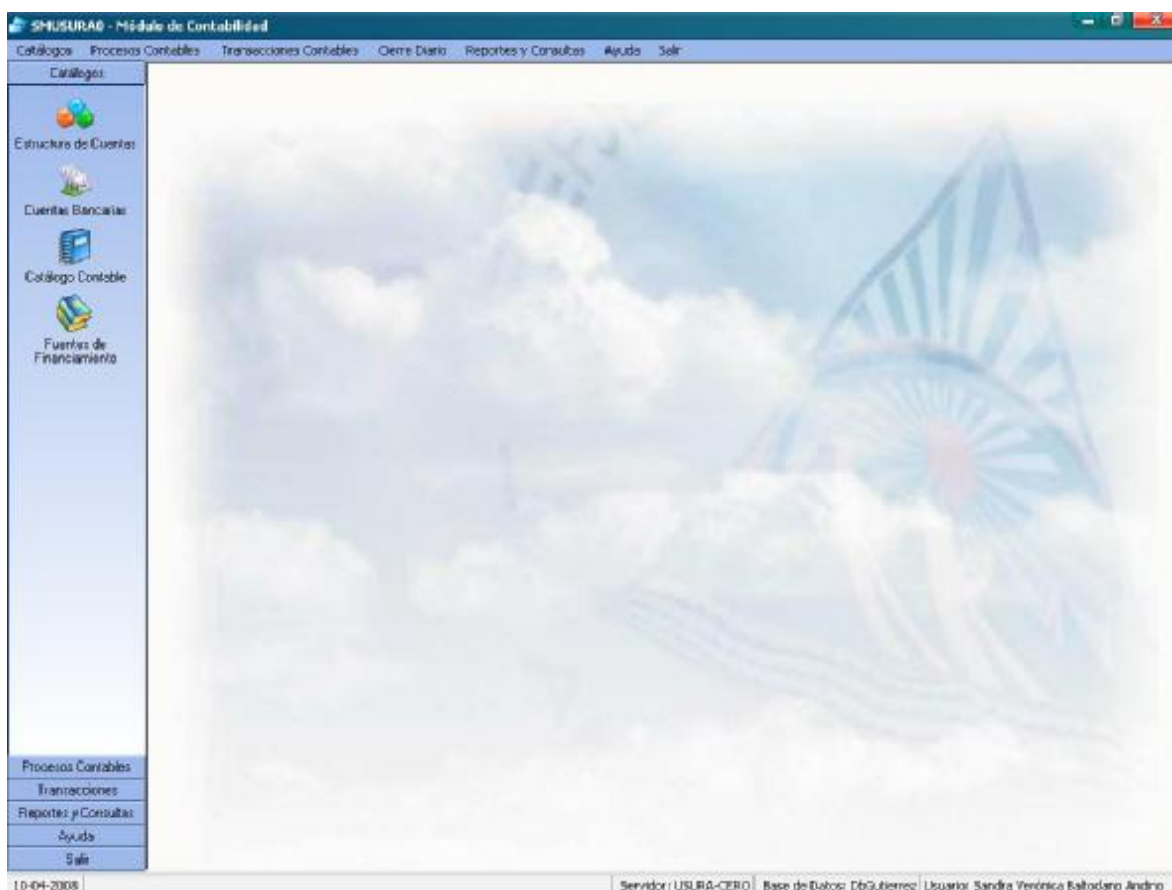 SMUSURA0 - Módulo de Contabilidad
Catálogos Procesos Contables Transacciones Contables Cierre Diario Reportes y Consultas Ayuda Salir
Catálogos
Estructura de Cuentas
Cuentas Bancarias
Catálogo Contable
Fuentes de
Financiamiento
Procesos Contables
Transacciones
Reportes y Consultas
Ayuda
Salir
10-04-2008 Servidor: USURA-CERO Base de Datos: DbGutierrez Usuario: Sandra Verónica Baltodano Andino